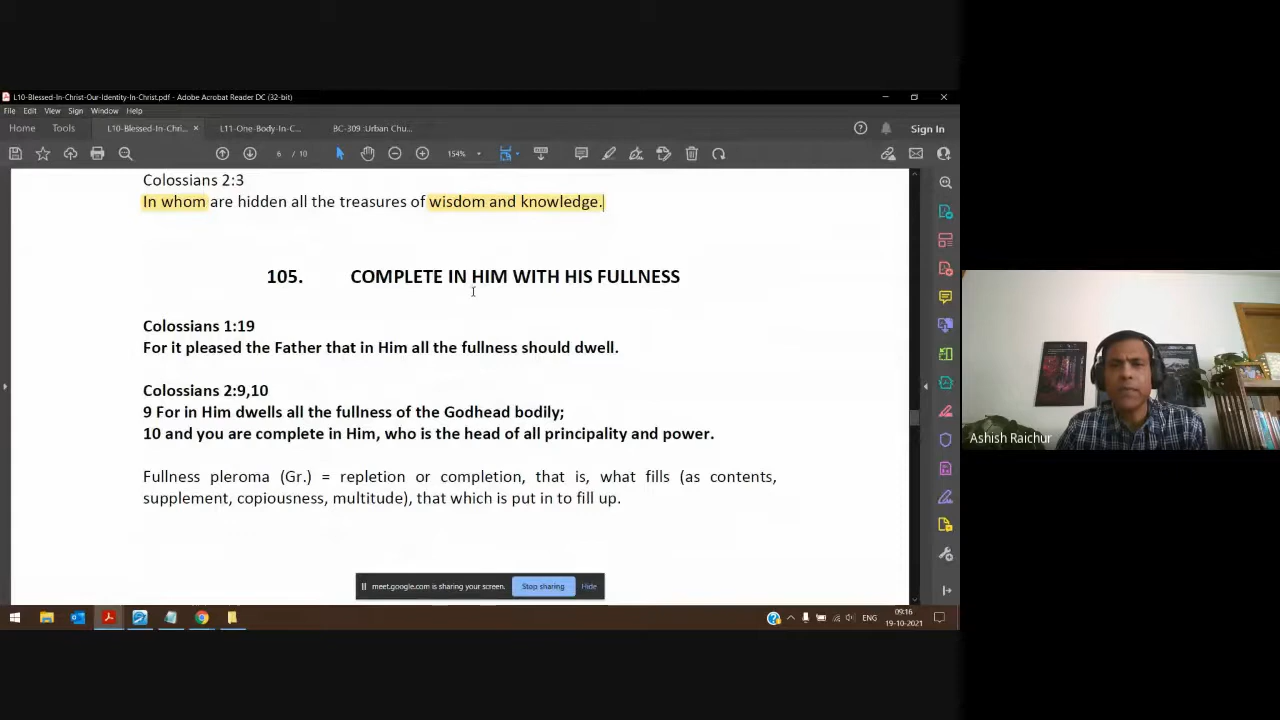 L10-Blessed-In-Christ-Our-Identity-In-Christ.pdf - Adobe Acrobat Reader DC (32-bit)
File Edit View Sign Window Help
Home Tools L10-Blessed-In-Chri... × L11-One-Body-In-C... BC-309 :Urban Chu... Sign In
6 / 10 154%
Colossians 2:3
In whom are hidden all the treasures of wisdom and knowledge.
105. COMPLETE IN HIM WITH HIS FULLNESS
Colossians 1:19
For it pleased the Father that in Him all the fullness should dwell.
Colossians 2:9,10
9 For in Him dwells all the fullness of the Godhead bodily;
10 and you are complete in Him, who is the head of all principality and power.
Fullness pleroma (Gr.) = repletion or completion, that is, what fills (as contents,
supplement, copiousness, multitude), that which is put in to fill up.
Ashish Raichur
meet.google.com is sharing your screen. Stop sharing Hide
ENG 09:16
19-10-2021